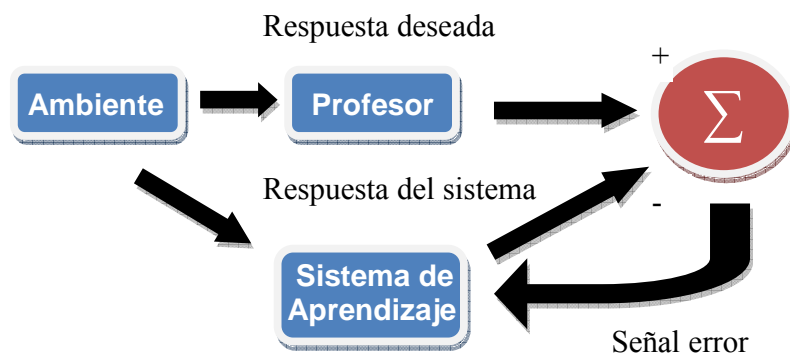 Respuesta deseada
+
Ambiente
Profesor
∑
Respuesta del sistema
-
Sistema de
Aprendizaje
Señal error